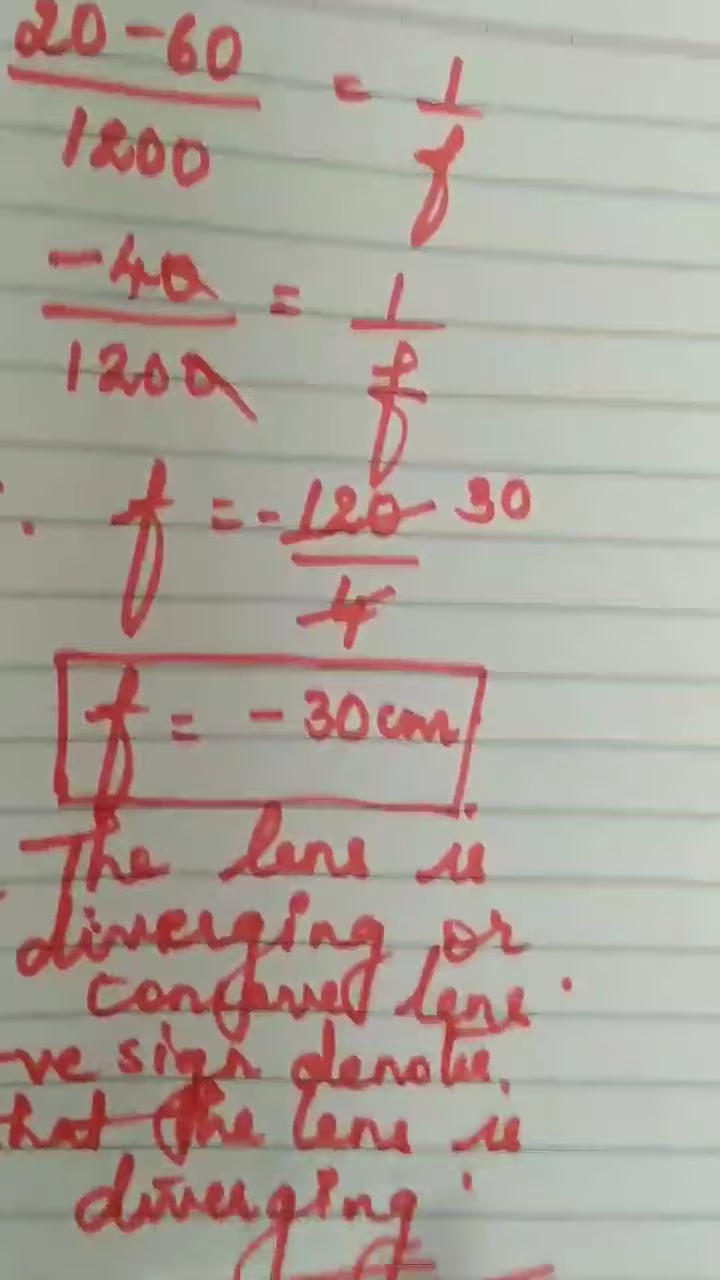 20 - 60 / 1200 = 1 / f
-40 / 1200 = 1 / f
. f = -120 / 4 30
f = - 30cm
The lens is
diverging or
lens.
-ve sign denotes
that the lens is
diverging